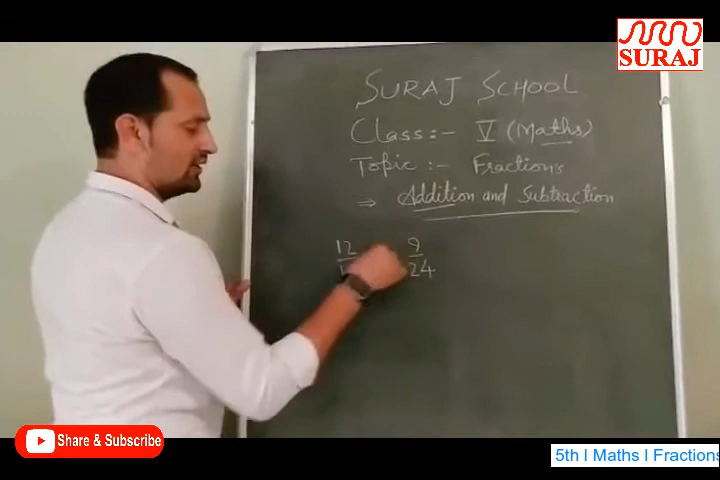 SURAJ
SURAJ SCHOOL
Class:- V (Maths)
Topic :- Fractions
⇒ Addition and Subtraction
12 9
24
Share & Subscribe
5th I Maths I Fractions